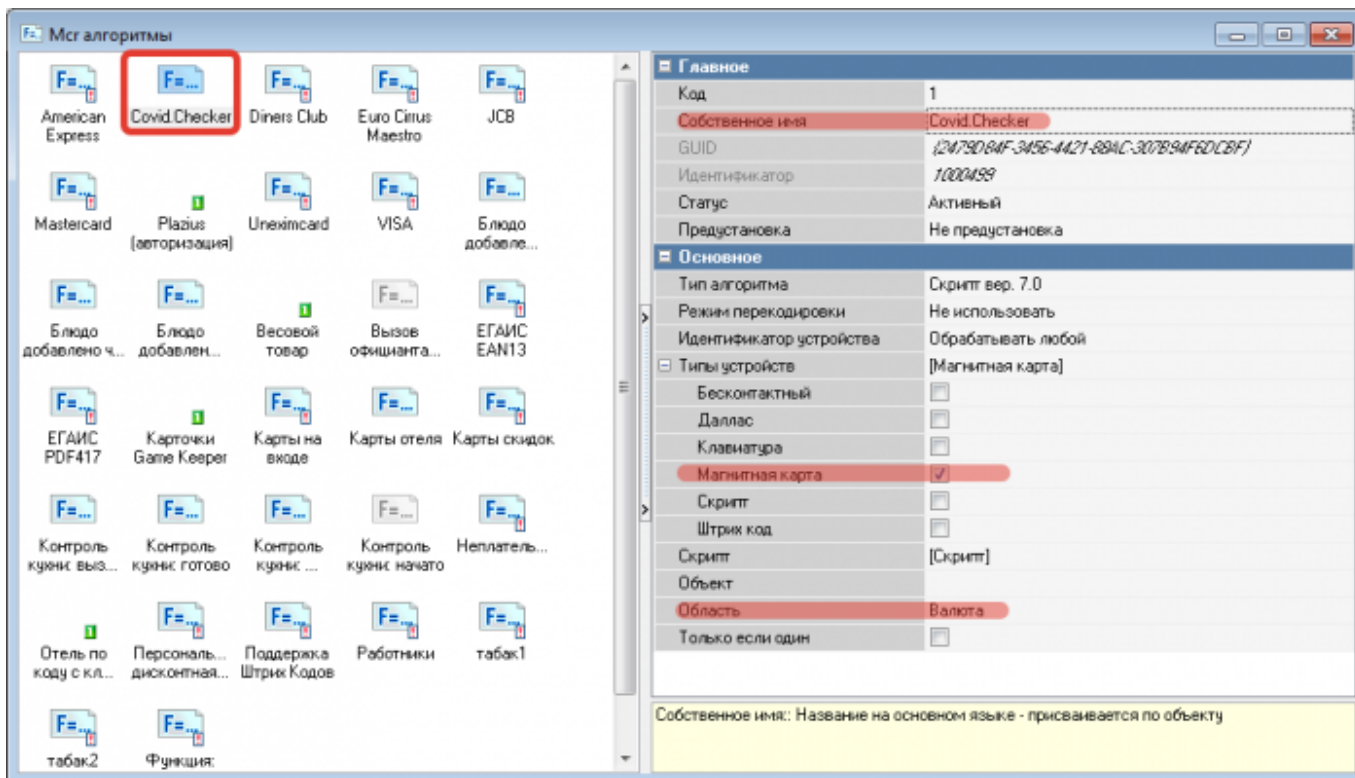 Mcr алгоритмы
American Express
Covid.Checker
Diners Club
Euro Cirrus Maestro
JCB
Mastercard
Plazius (авторизация)
Uneximcard
VISA
Блюдо добавле...
Блюдо добавлено ч...
Блюдо добавлен...
Весовой товар
Вызов официанта...
ЕГАИС EAN13
ЕГАИС PDF417
Карточки Game Keeper
Карты на входе
Карты отеля
Карты скидок
Контроль кухни: выз...
Контроль кухни: готово
Контроль кухни: ...
Контроль кухни: начато
Неплатель...
Отель по коду с кл...
Персональ... дисконтная...
Поддержка Штрих Кодов
Работники
табак1
табак2
Функция:
Главное
Код 1
Собственное имя Covid.Checker
GUID {2479D84F-3456-4421-88AC-307B94F6DCBF}
Идентификатор 1000499
Статус Активный
Предустановка Не предустановка
Основное
Тип алгоритма Скрипт вер. 7.0
Режим перекодировки Не использовать
Идентификатор устройства Обрабатывать любой
Типы устройств [Магнитная карта]
Бесконтактный
Даллас
Клавиатура
Магнитная карта
Скрипт
Штрих код
Скрипт [Скрипт]
Объект
Область Валюта
Только если один
Собственное имя:: Название на основном языке - присваивается по объекту